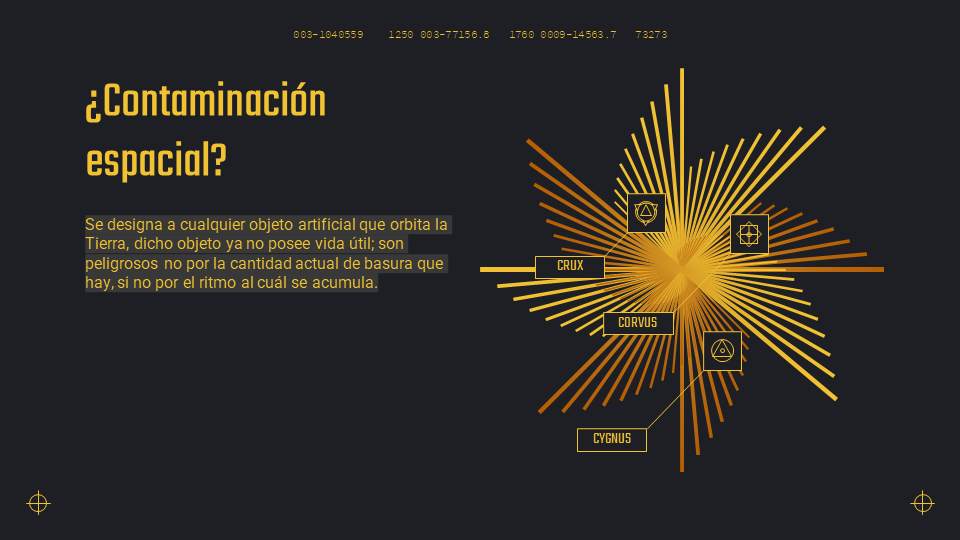 003-1040559 1250 003-77156.8 1760 0009-14563.7 73273
¿Contaminación
espacial?
Se designa a cualquier objeto artificial que orbita la
Tierra, dicho objeto ya no posee vida útil; son
peligrosos no por la cantidad actual de basura que
hay, si no por el ritmo al cuál se acumula.
CRUX
CORVUS
CYGNUS